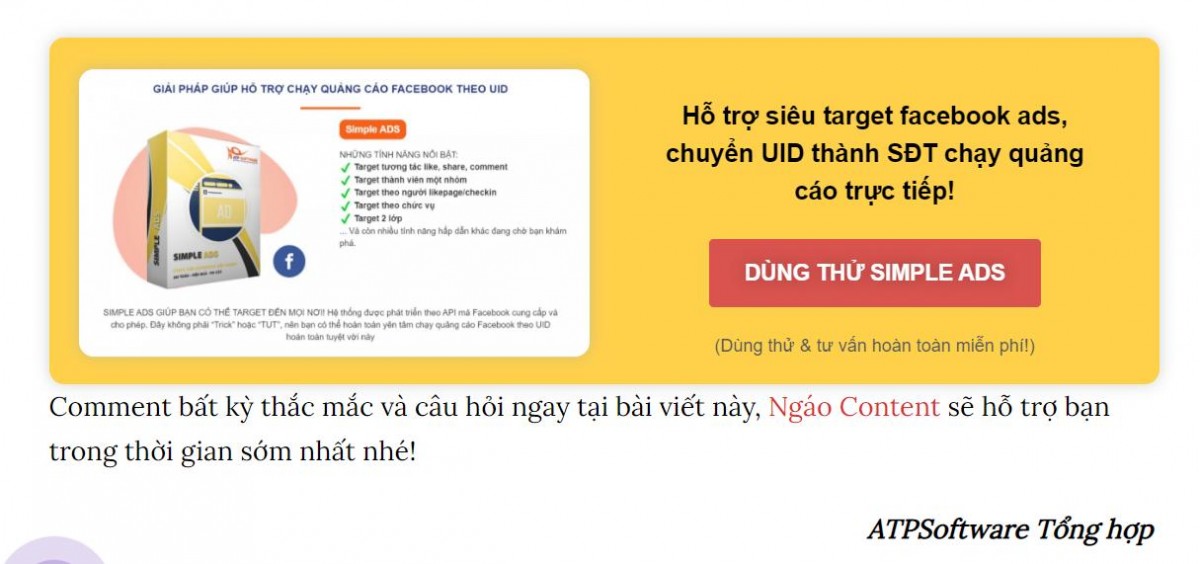 GIẢI PHÁP GIÚP HỖ TRỢ CHẠY QUẢNG CÁO FACEBOOK THEO UID
Simple ADS
NHỮNG TÍNH NĂNG NỔI BẬT:
Target tương tác like, share, comment
Target thành viên một nhóm
Target theo người likepage/checkin
Target theo chức vụ
Target 2 lớp
... Và còn nhiều tính năng hấp dẫn khác đang chờ bạn khám
phá.
AD
SIMPLE ADS
SIMPLE ADS
f
SIMPLE ADS GIÚP BẠN CÓ THỂ TARGET ĐẾN MỌI NƠI! Hệ thống được phát triển theo API mà Facebook cung cấp và
cho phép. Đây không phải "Trick" hoặc "TUT", nên bạn có thể hoàn toàn yên tâm chạy quảng cáo Facebook theo UID
hoàn toàn tuyệt vời này
Hỗ trợ siêu target facebook ads,
chuyển UID thành SĐT chạy quảng
cáo trực tiếp!
DÙNG THỬ SIMPLE ADS
(Dùng thử & tư vấn hoàn toàn miễn phí!)
Comment bất kỳ thắc mắc và câu hỏi ngay tại bài viết này, Ngáo Content sẽ hỗ trợ bạn
trong thời gian sớm nhất nhé!
ATPSoftware Tổng hợp